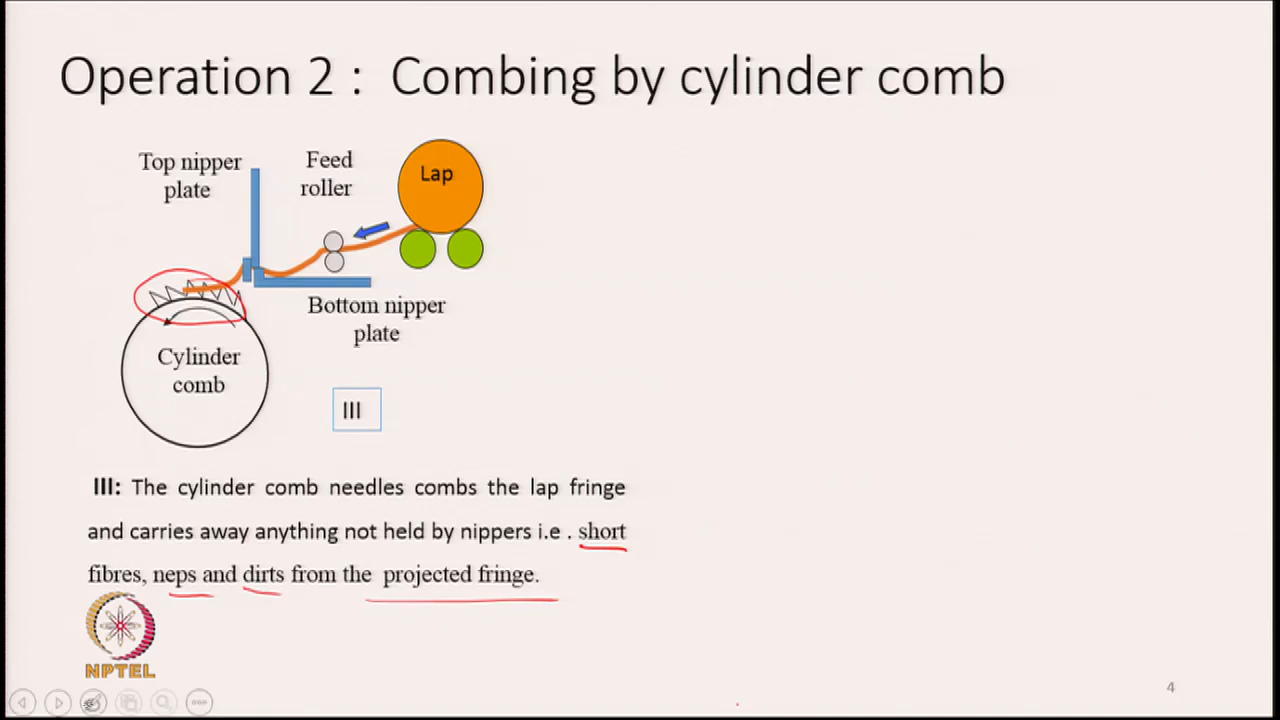 Operation 2 : Combing by cylinder comb
Top nipper
plate
Feed
roller
Lap
Bottom nipper
plate
Cylinder
comb
III
III: The cylinder comb needles combs the lap fringe
and carries away anything not held by nippers i.e . short
fibres, neps and dirts from the projected fringe.
NPTEL
4